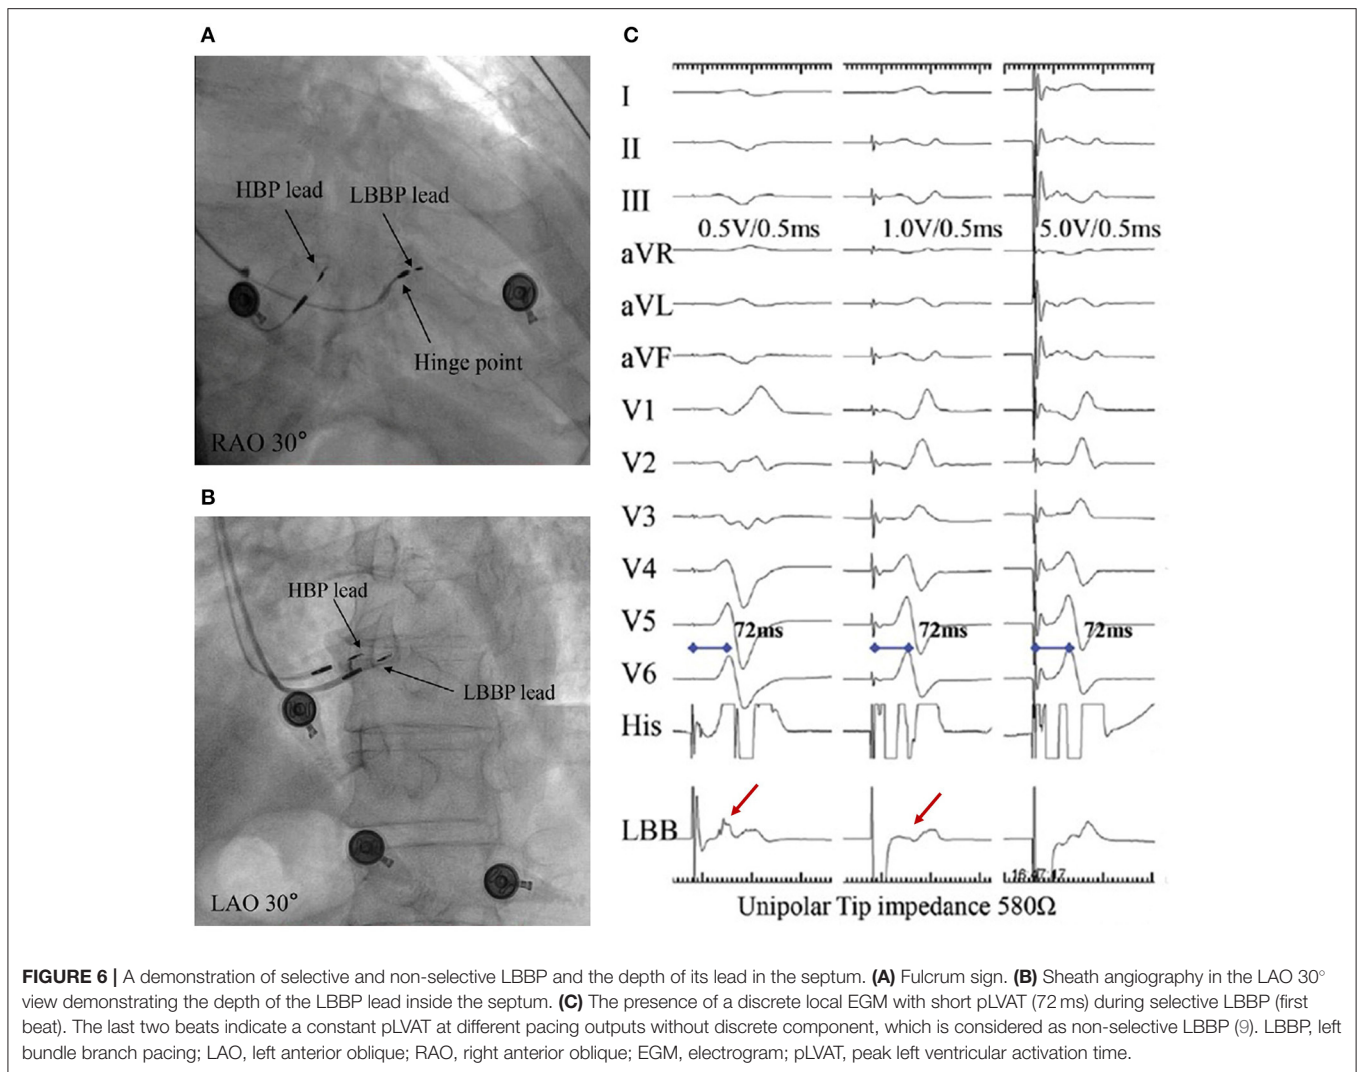 A
HBP lead
LBBP lead
Hinge point
RAO 30°
B
HBP lead
LBBP lead
LAO 30°
C
I
II
III
0.5V/0.5ms
1.0V/0.5ms
5.0V/0.5ms
aVR
aVL
aVF
V1
V2
V3
V4
V5
72ms
72ms
72ms
V6
His
LBB
Unipolar Tip impedance 580Ω
FIGURE 6 | A demonstration of selective and non-selective LBBP and the depth of its lead in the septum. (A) Fulcrum sign. (B) Sheath angiography in the LAO 30°
view demonstrating the depth of the LBBP lead inside the septum. (C) The presence of a discrete local EGM with short pLVAT (72 ms) during selective LBBP (first
beat). The last two beats indicate a constant pLVAT at different pacing outputs without discrete component, which is considered as non-selective LBBP (9). LBBP, left
bundle branch pacing; LAO, left anterior oblique; RAO, right anterior oblique; EGM, electrogram; pLVAT, peak left ventricular activation time.